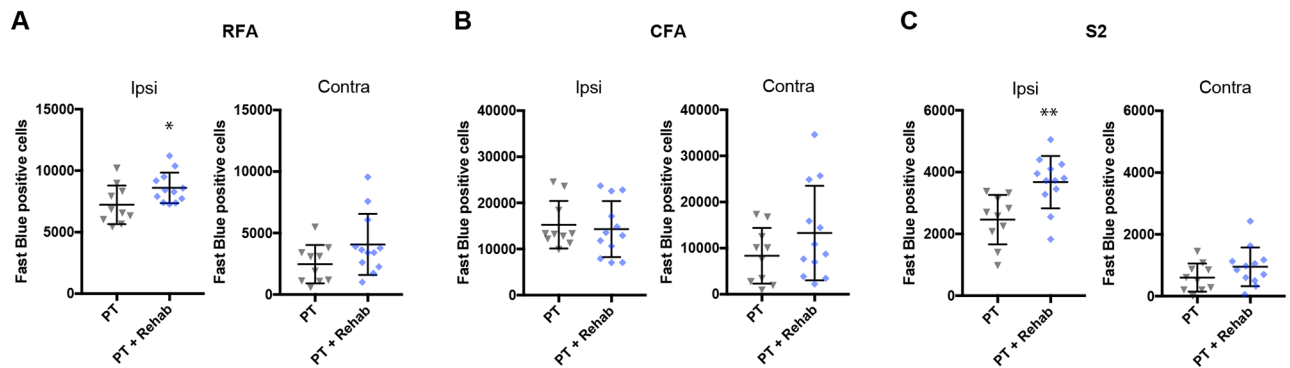 A
RFA
Ipsi
Contra
Fast Blue positive cells
15000
10000
5000
0
*
PT
PT + Rehab
Fast Blue positive cells
15000
10000
5000
0
PT
PT + Rehab
B
CFA
Ipsi
Contra
Fast Blue positive cells
40000
30000
20000
10000
0
PT
PT + Rehab
Fast Blue positive cells
40000
30000
20000
10000
0
PT
PT + Rehab
C
S2
Ipsi
Contra
Fast Blue positive cells
6000
4000
2000
0
**
PT
PT + Rehab
Fast Blue positive cells
6000
4000
2000
0
PT
PT + Rehab